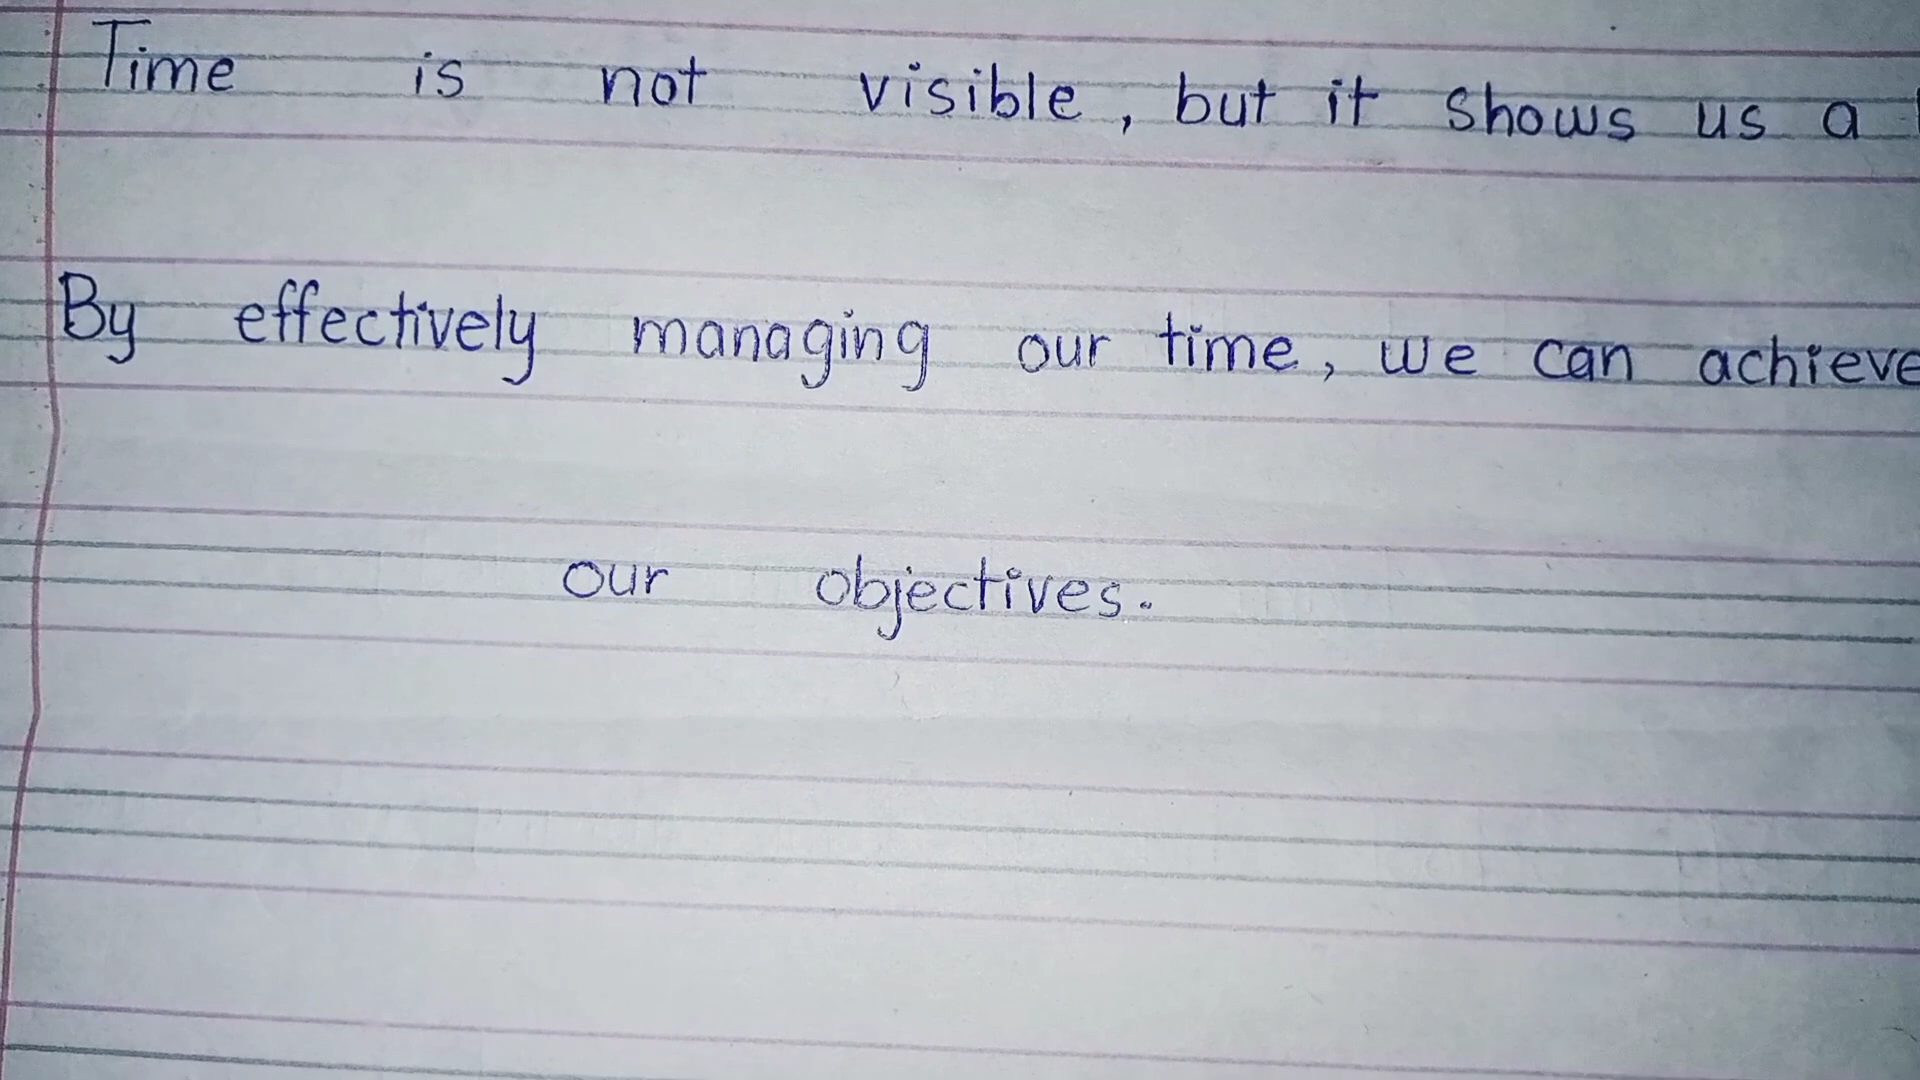 Time is not visible, but it shows us a
By effectively managing our time, we can achieve
our objectives.